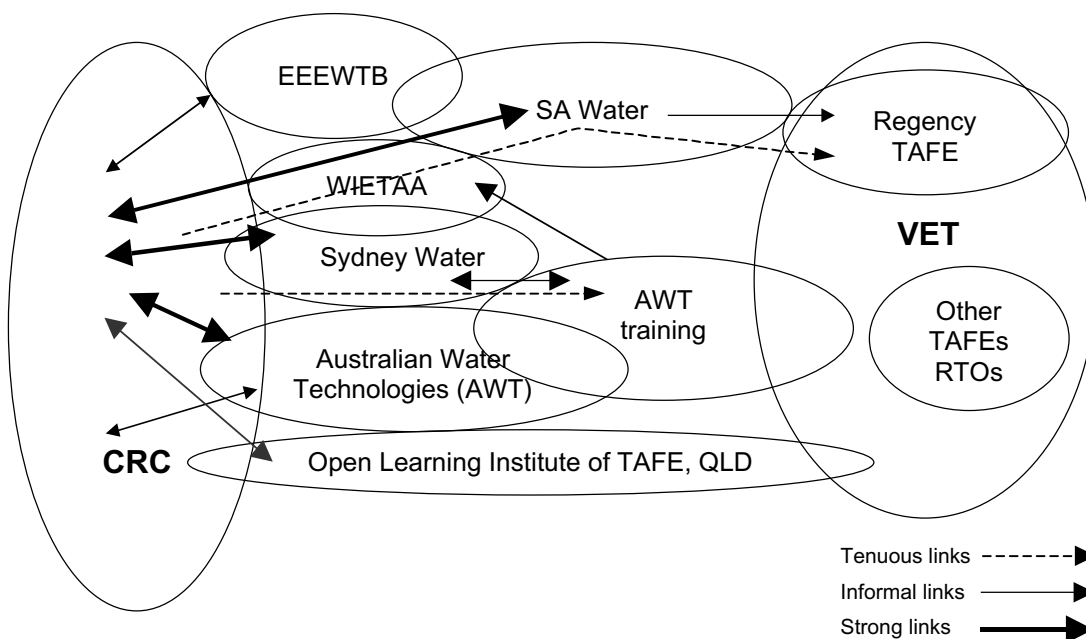 EEEWTB
SA Water
Regency
TAFE
WIETAA
VET
Sydney Water
AWT
training
Other
TAFEs
RTOs
Australian Water
Technologies (AWT)
CRC
Open Learning Institute of TAFE, QLD
Tenuous links
Informal links
Strong links